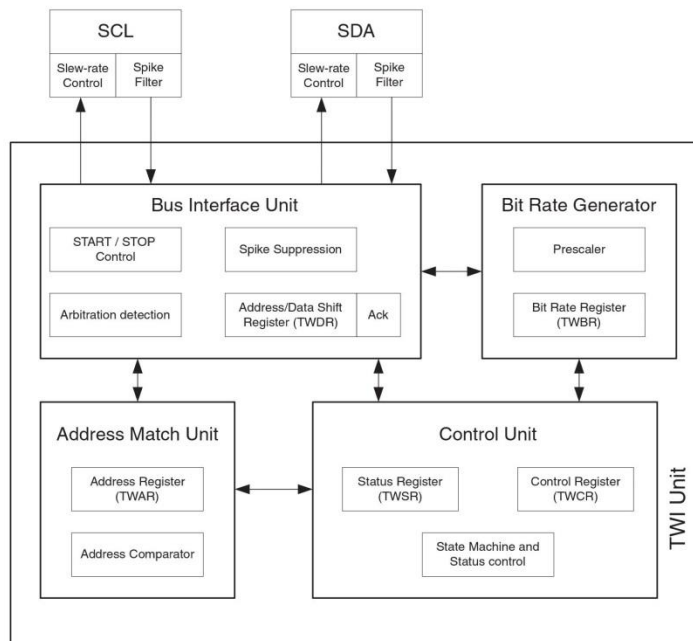 SCL
Slew-rate
Control
Spike
Filter
SDA
Slew-rate
Control
Spike
Filter
Bus Interface Unit
START / STOP
Control
Spike Suppression
Arbitration detection
Address/Data Shift
Register (TWDR)
Ack
Bit Rate Generator
Prescaler
Bit Rate Register
(TWBR)
Address Match Unit
Address Register
(TWAR)
Address Comparator
Control Unit
Status Register
(TWSR)
Control Register
(TWCR)
State Machine and
Status control
TWI Unit